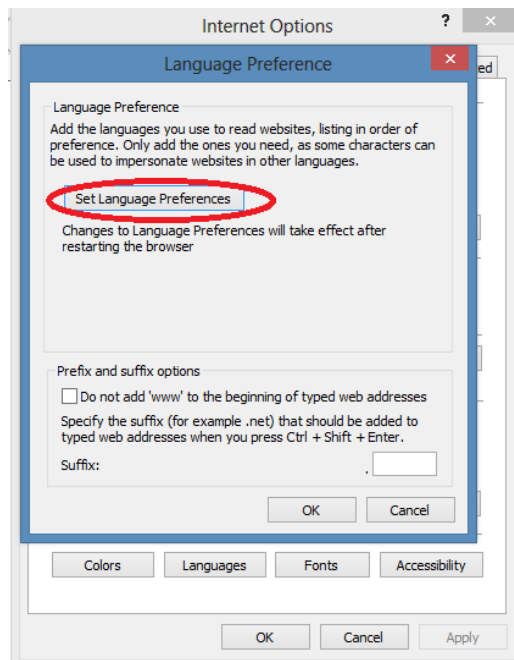 Internet Options
?
Language Preference
ed
Language Preference
Add the languages you use to read websites, listing in order of
preference. Only add the ones you need, as some characters can
be used to impersonate websites in other languages.
Set Language Preferences
Changes to Language Preferences will take effect after
restarting the browser
Prefix and suffix options
Do not add 'www' to the beginning of typed web addresses
Specify the suffix (for example .net) that should be added to
typed web addresses when you press Ctrl + Shift + Enter.
Suffix: .
OK Cancel
Colors Languages Fonts Accessibility
OK Cancel Apply